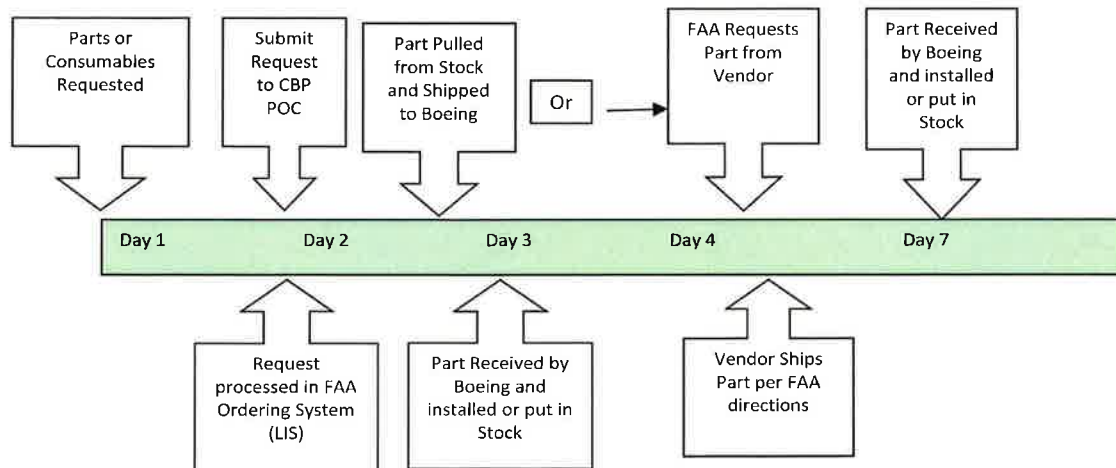 Parts or
Consumables
Requested
Submit
Request
to CBP
POC
Part Pulled
from Stock
and Shipped
to Boeing
Or
FAA Requests
Part from
Vendor
Part Received
by Boeing
and installed
or put in
Stock
Day 1
Day 2
Day 3
Day 4
Day 7
Request
processed in FAA
Ordering System
(LIS)
Part Received by
Boeing and
installed or put in
Stock
Vendor Ships
Part per FAA
directions